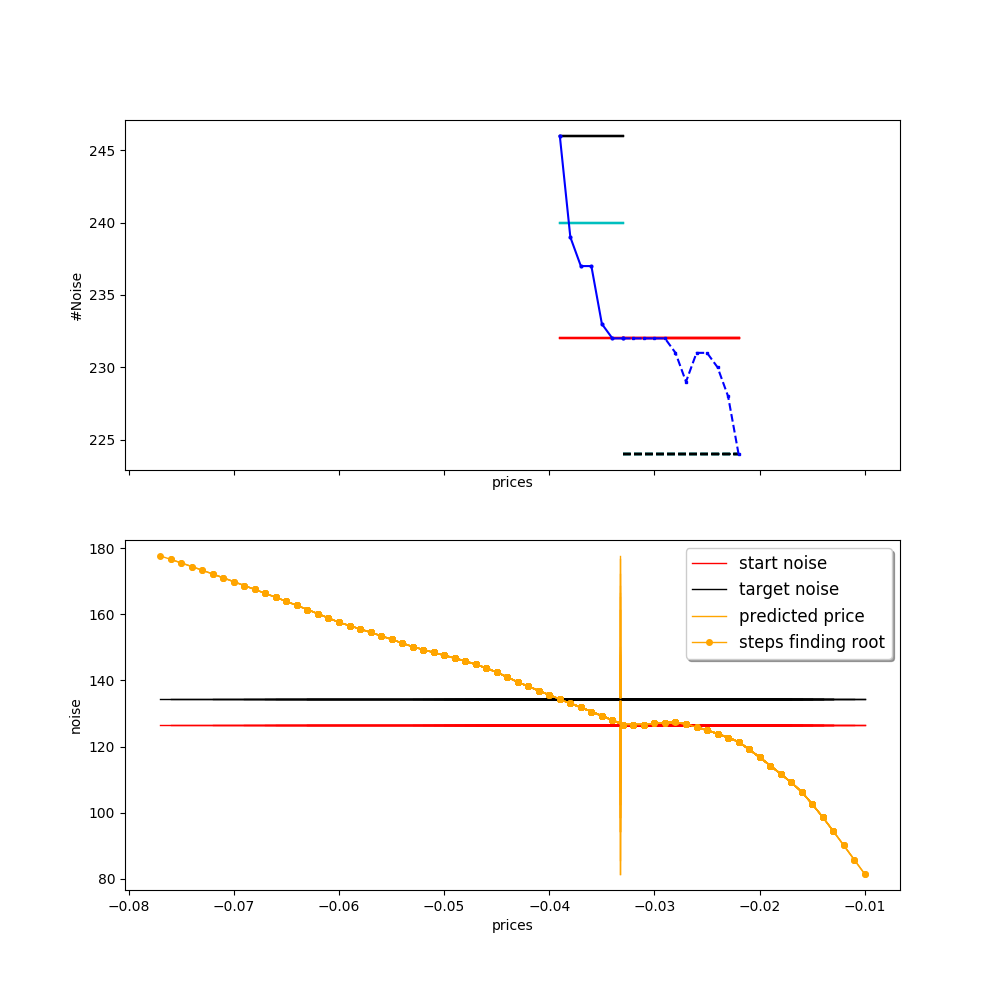 245
240
235
230
225
#Noise
prices
180
160
140
120
100
80
noise
start noise
target noise
predicted price
steps finding root
−0.08 −0.07 −0.06 −0.05 −0.04 −0.03 −0.02 −0.01
prices